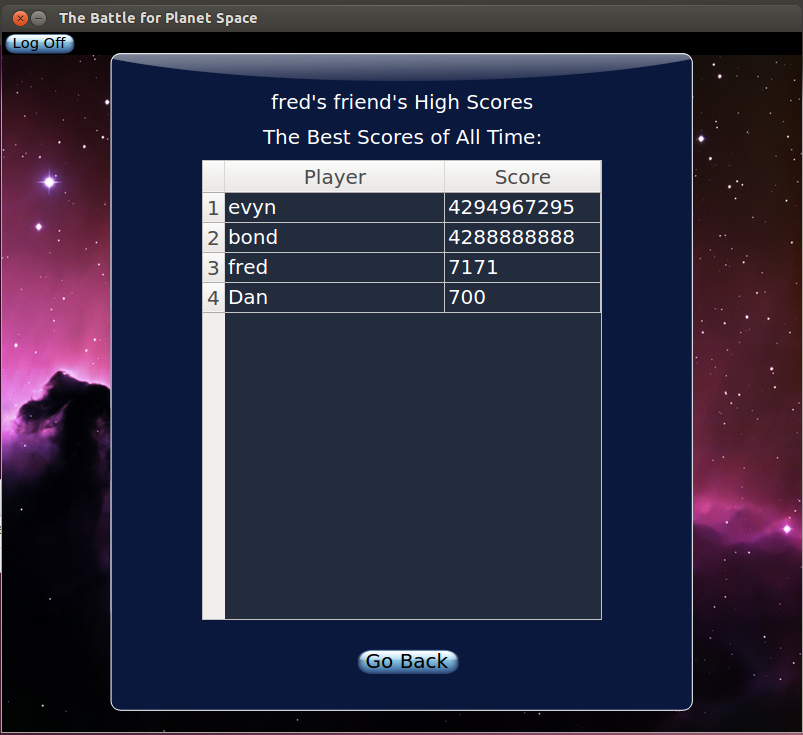 The Battle for Planet Space
Log Off
fred's friend's High Scores
The Best Scores of All Time:
Player Score
1 evyn 4294967295
2 bond 4288888888
3 fred 7171
4 Dan 700
Go Back